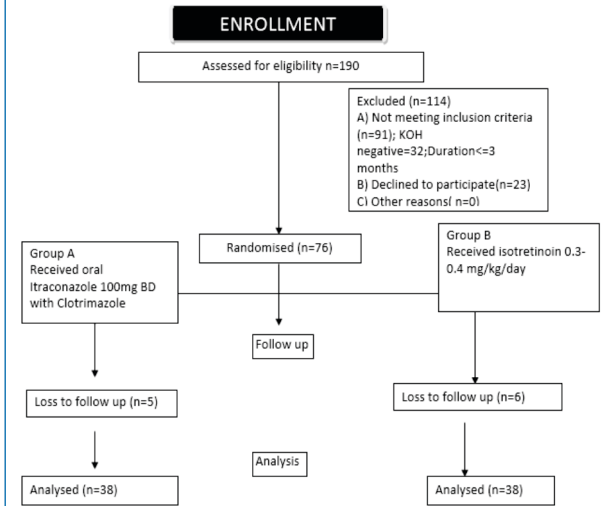 ENROLLMENT
Assessed for eligibility n=190
Excluded (n=114)
A) Not meeting inclusion criteria
(n=91); KOH
negative=32;Duration<=3
months
B) Declined to participate(n=23)
C) Other reasons( n=0)
Randomised (n=76)
Group A
Received oral
Itraconazole 100mg BD
with Clotrimazole
Group B
Received isotretinoin 0.3-
0.4 mg/kg/day
Follow up
Loss to follow up (n=5)
Loss to follow up (n=6)
Analysis
Analysed (n=38)
Analysed (n=38)